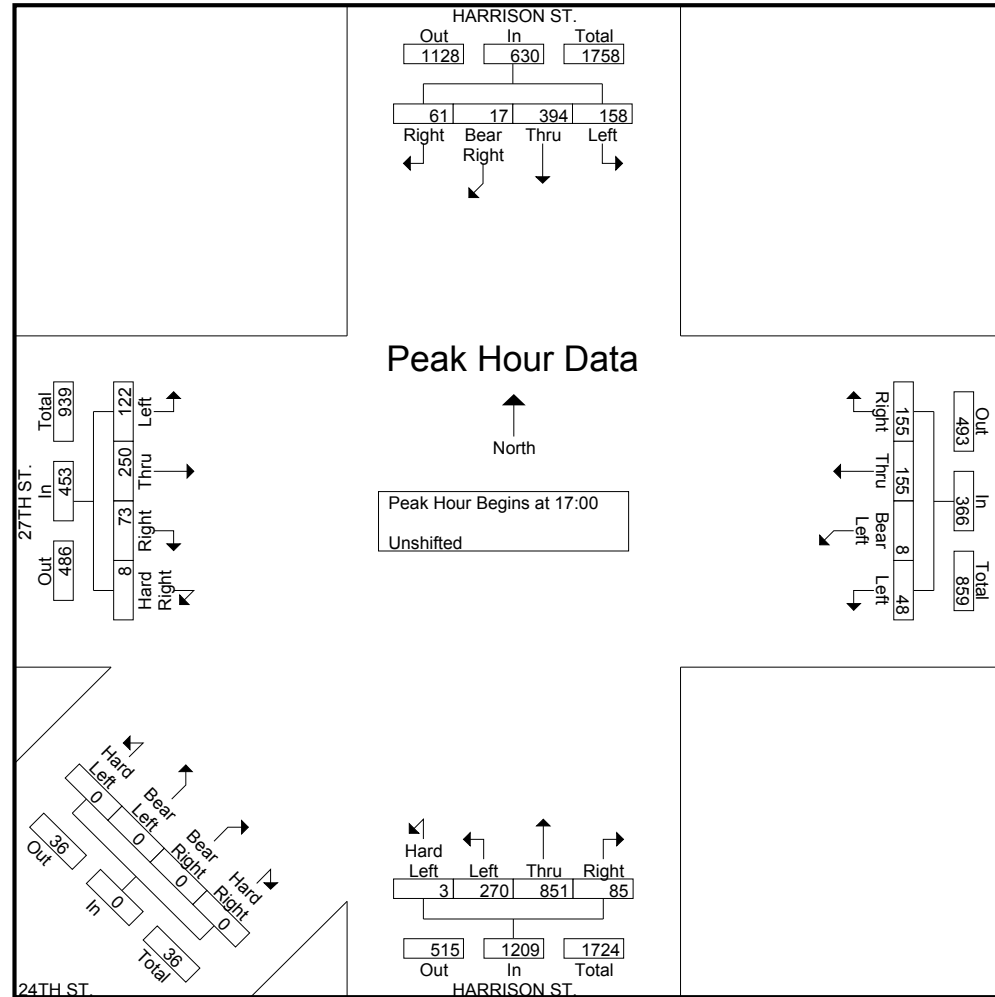 HARRISON ST.
Out In Total
1128 630 1758
61 17 394 158
Right Bear Right Thru Left
Peak Hour Data
North
Peak Hour Begins at 17:00
Unshifted
27TH ST.
Total In Out
939 453 486
122 250 73 8
Left Thru Right Hard Right
Out In Total
493 366 859
155 155 8 48
Right Thru Bear Left Left
Hard Left Bear Left Bear Right Hard Right
0 0 0 0
36 0 36
Out In Total
24TH ST.
Hard Left Left Thru Right
3 270 851 85
515 1209 1724
Out In Total
HARRISON ST.